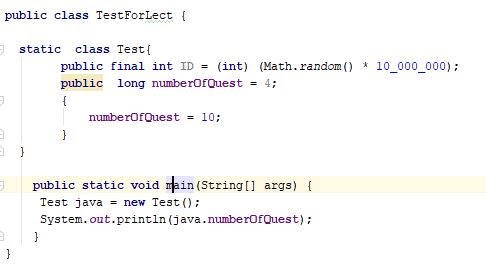 public class TestForLect {
static class Test{
public final int ID = (int) (Math.random() * 10_000_000);
public long numberOfQuest = 4;
{
numberOfQuest = 10;
}
}
public static void main(String[] args) {
Test java = new Test();
System.out.println(java.numberOfQuest);
}
}